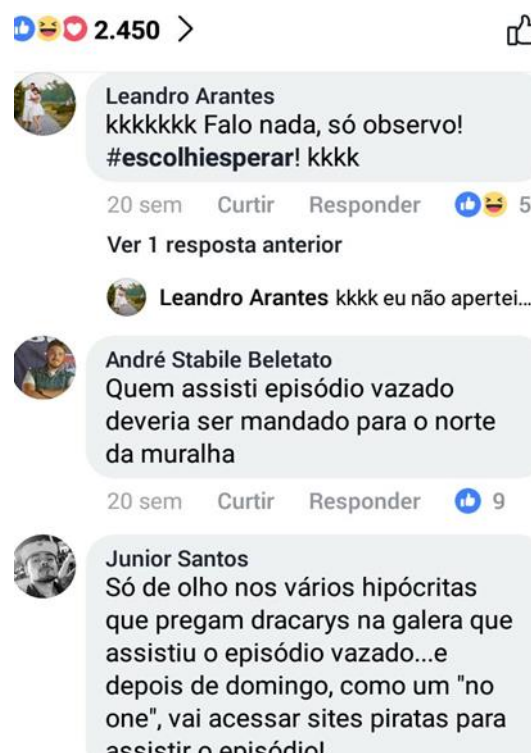 2.450
Leandro Arantes
kkkkkkk Falo nada, só observo!
#escolhiesperar! kkkk
20 sem Curtir Responder 5
Ver 1 resposta anterior
Leandro Arantes kkkk eu não apertei...
André Stabile Beletato
Quem assisti episódio vazado
deveria ser mandado para o norte
da muralha
20 sem Curtir Responder 9
Junior Santos
Só de olho nos vários hipócritas
que pregam dracarys na galera que
assistiu o episódio vazado...e
depois de domingo, como um "no
one", vai acessar sites piratas para
assistir o episódio!